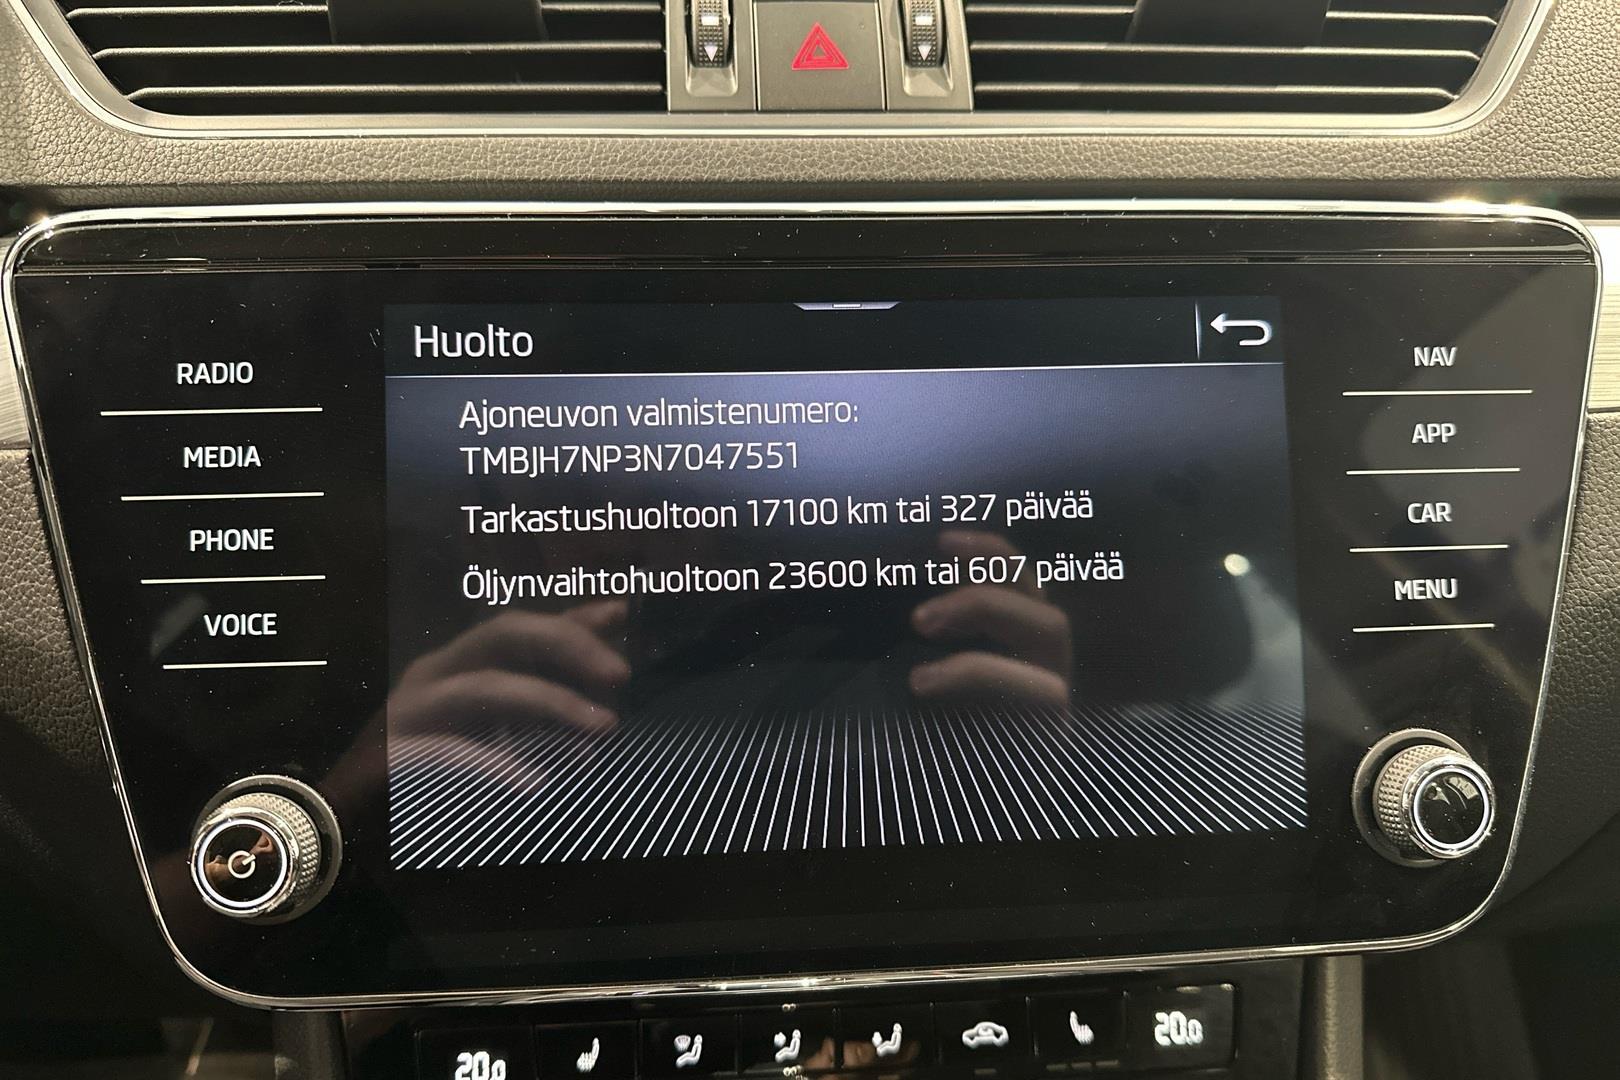 Huolto
Ajoneuvon valmistenumero:
TMBJH7NP3N7047551
Tarkastushuoltoon 17100 km tai 327 päivää
Öljynvaihtohuoltoon 23600 km tai 607 päivää
RADIO
MEDIA
PHONE
VOICE
NAV
APP
CAR
MENU
20.0
20.0